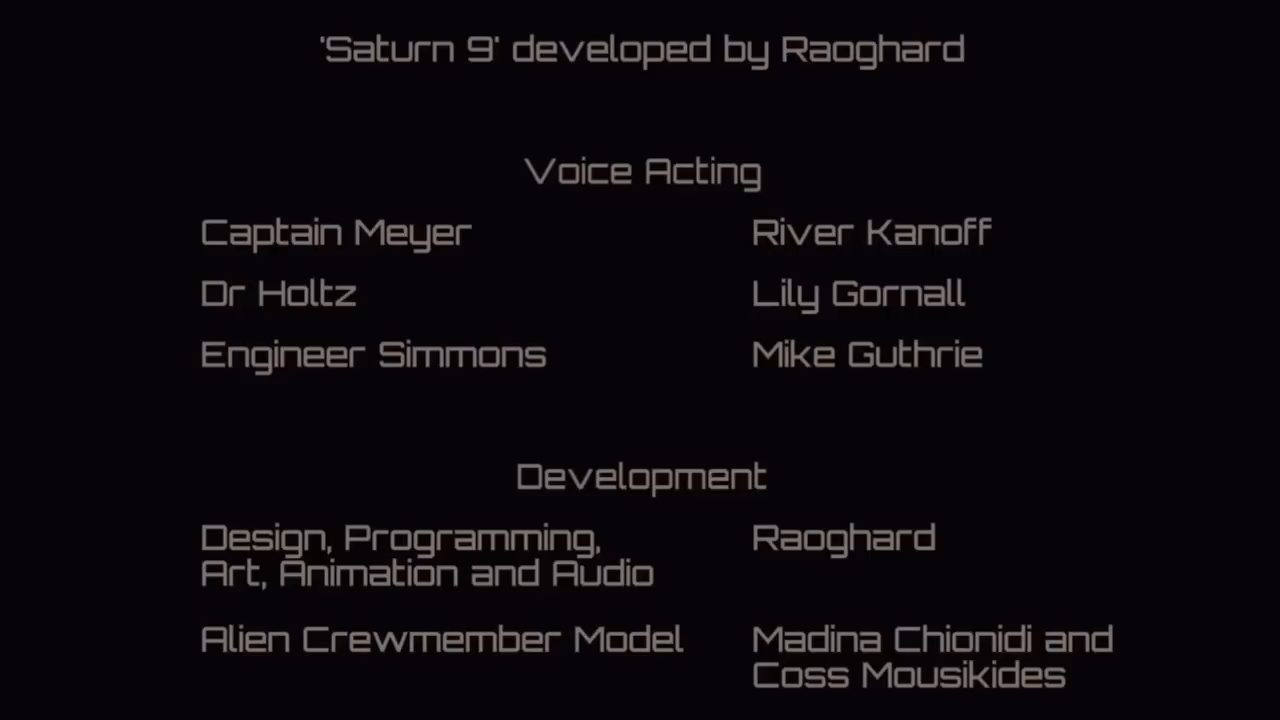 'Saturn 9' developed by Raoghard
Voice Acting
Captain Meyer River Kanoff
Dr Holtz Lily Gornall
Engineer Simmons Mike Guthrie
Development
Design, Programming, Raoghard
Art, Animation and Audio
Alien Crewmember Model Madina Chionidi and
Coss Mousikides